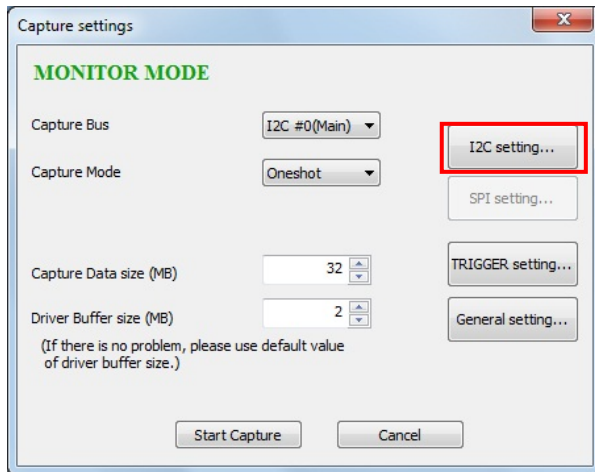 Capture settings
MONITOR MODE
Capture Bus
I2C #0(Main)
I2C setting...
Capture Mode
Oneshot
SPI setting...
Capture Data size (MB)
32
TRIGGER setting...
Driver Buffer size (MB)
2
General setting...
(If there is no problem, please use default value
of driver buffer size.)
Start Capture
Cancel